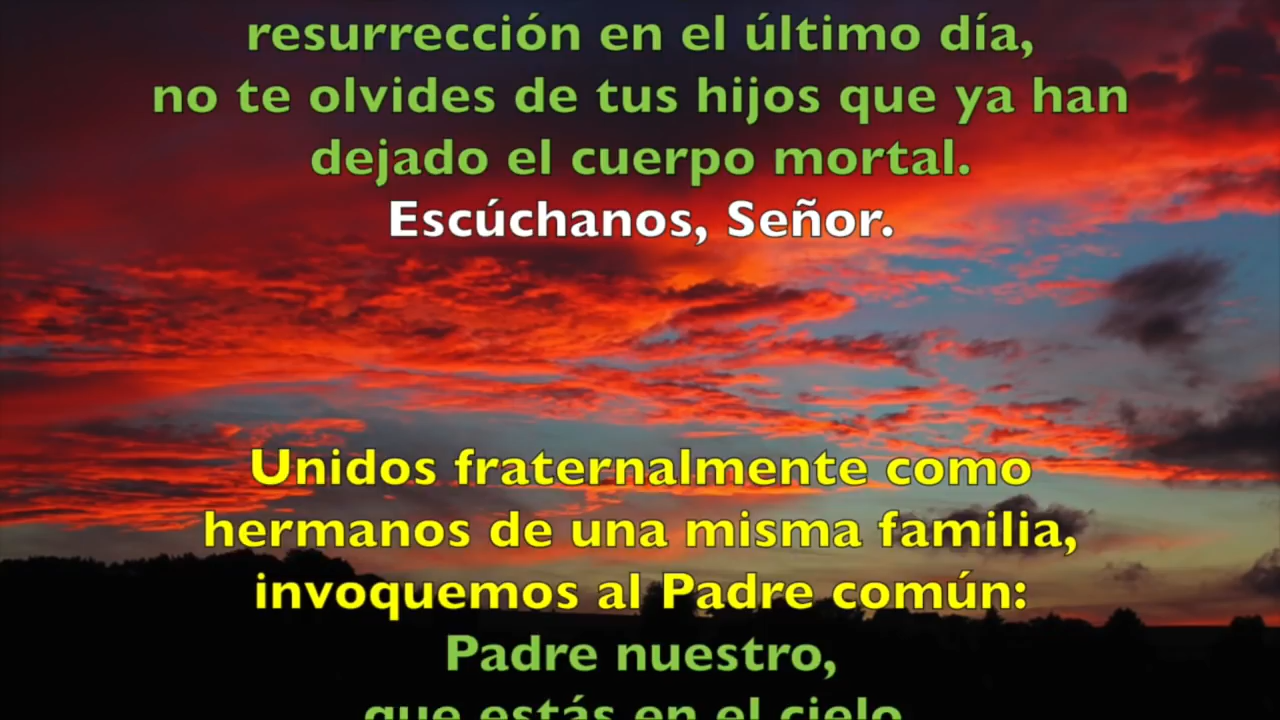 resurrección en el último día,
no te olvides de tus hijos que ya han
dejado el cuerpo mortal.
Escúchanos, Señor.
Unidos fraternalmente como
hermanos de una misma familia,
invoquemos al Padre común:
Padre nuestro,
que estás en el cielo